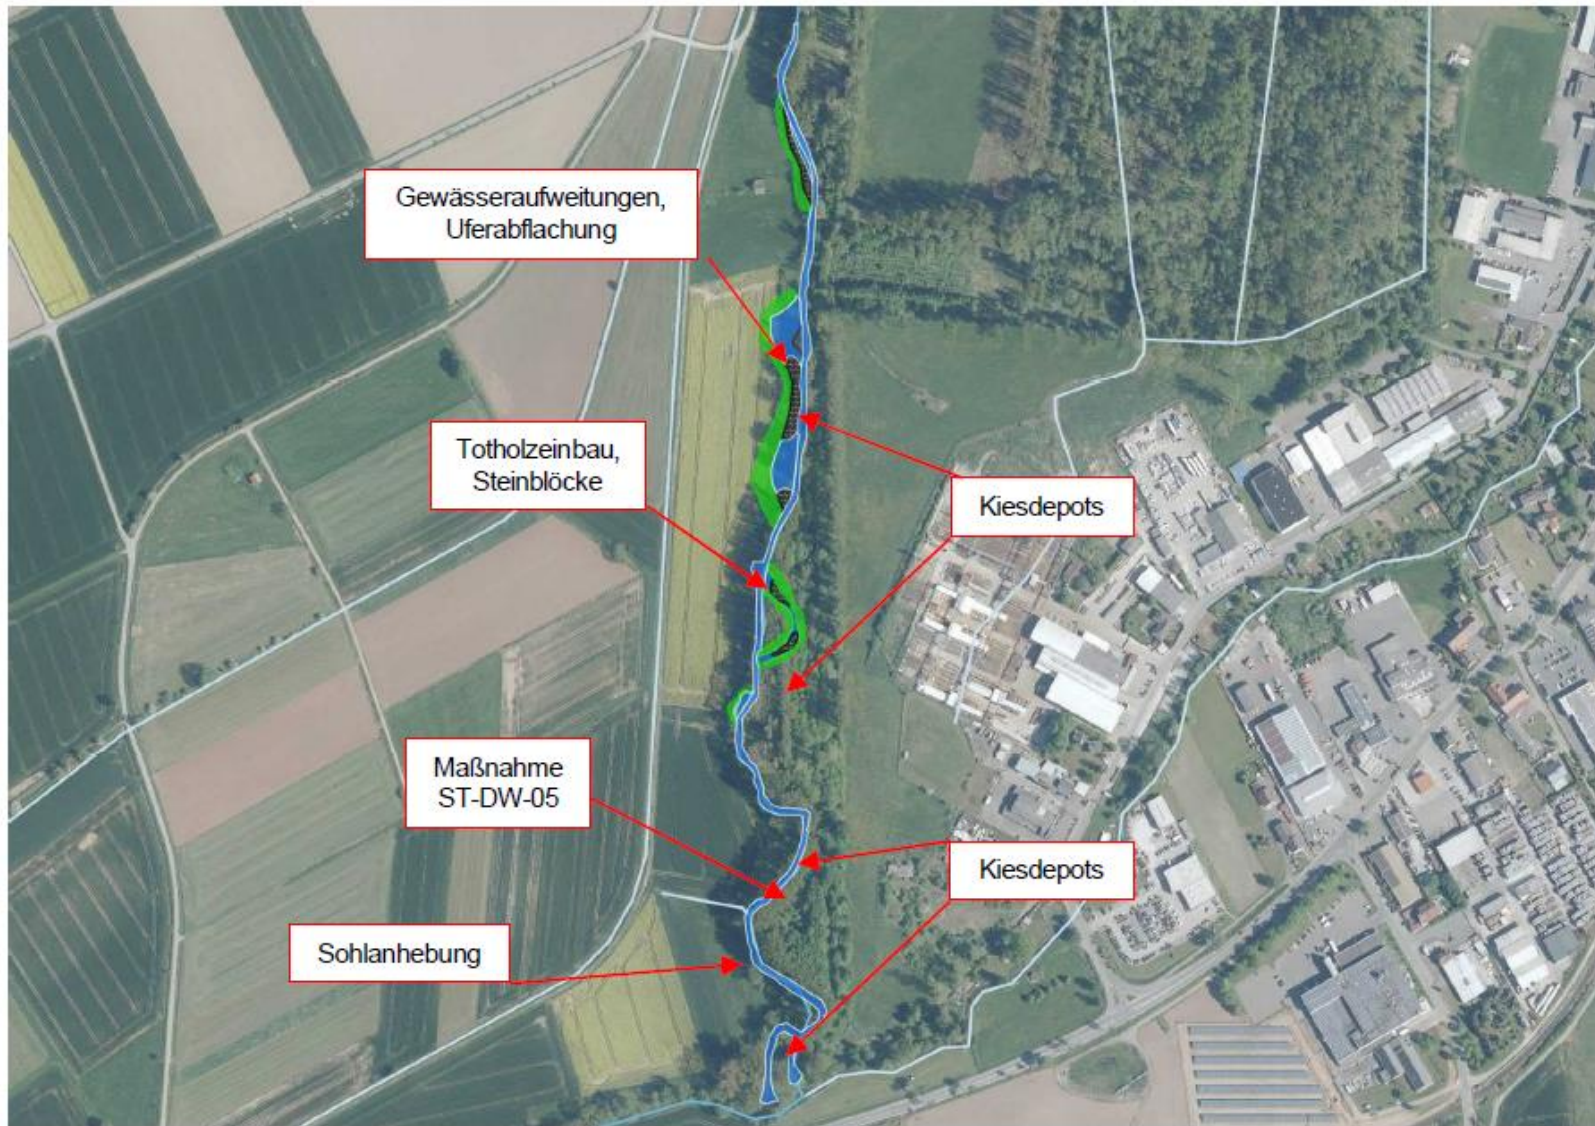 Gewässeraufweitungen,
Uferabflachung
Totholzeinbau,
Steinblöcke
Kiesdepots
Maßnahme
ST-DW-05
Kiesdepots
Sohlanhebung